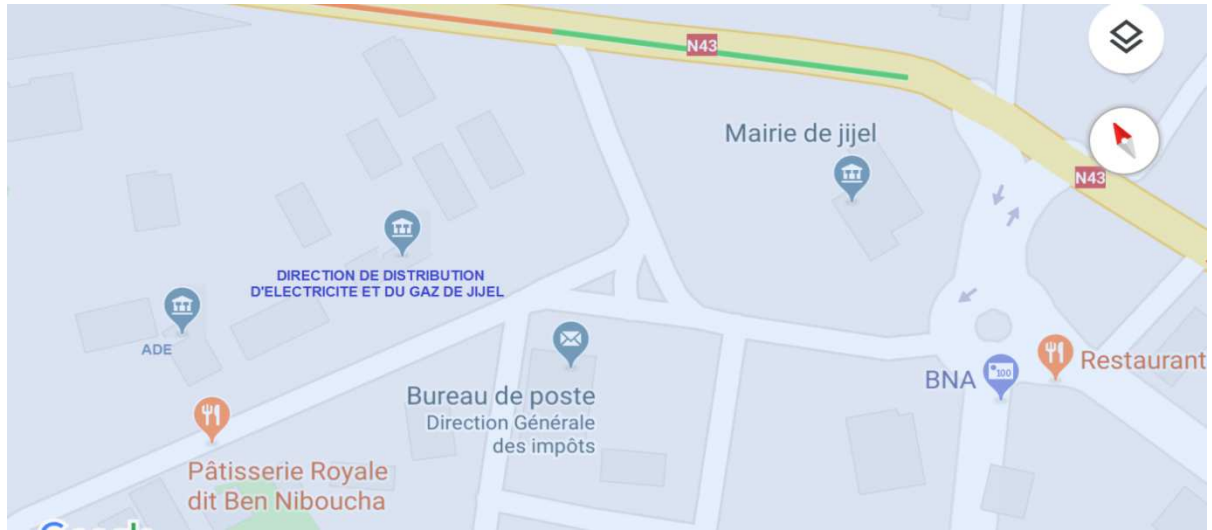 N43
Mairie de jijel
N43
DIRECTION DE DISTRIBUTION
D'ELECTRICITE ET DU GAZ DE JIJEL
ADE
100
BNA
Restaurant
Bureau de poste
Direction Générale
des impôts
Pâtisserie Royale
dit Ben Niboucha